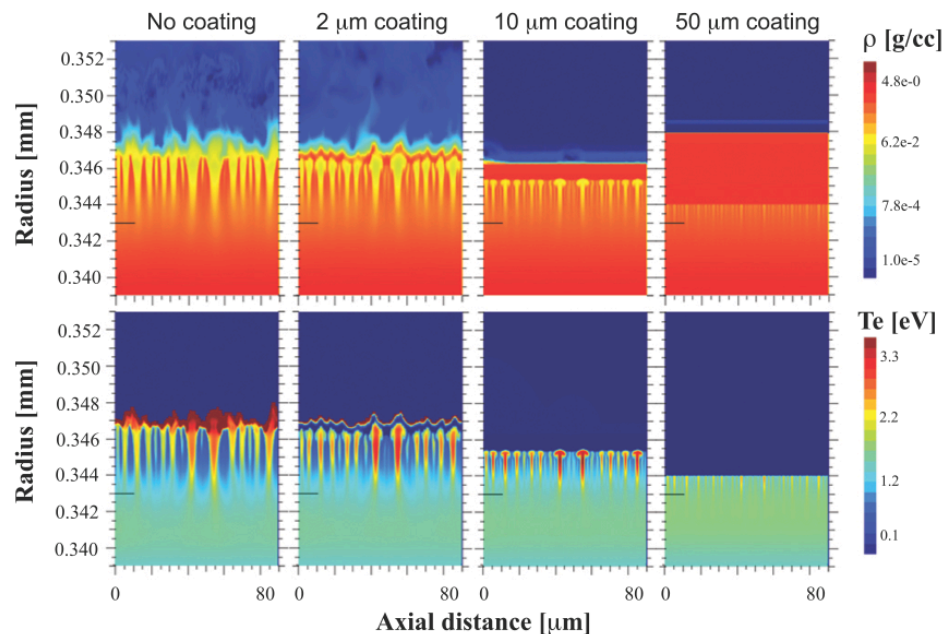 No coating 2 μm coating 10 μm coating 50 μm coating
ρ [g/cc]
0.352
0.350
0.348
0.346
0.344
0.342
0.340
Radius [mm]
4.8e-0
6.2e-2
7.8e-4
1.0e-5
Te [eV]
0.352
0.350
0.348
0.346
0.344
0.342
0.340
Radius [mm]
3.3
2.2
1.2
0.1
0 80 0 80 0 80 0 80
Axial distance [μm]